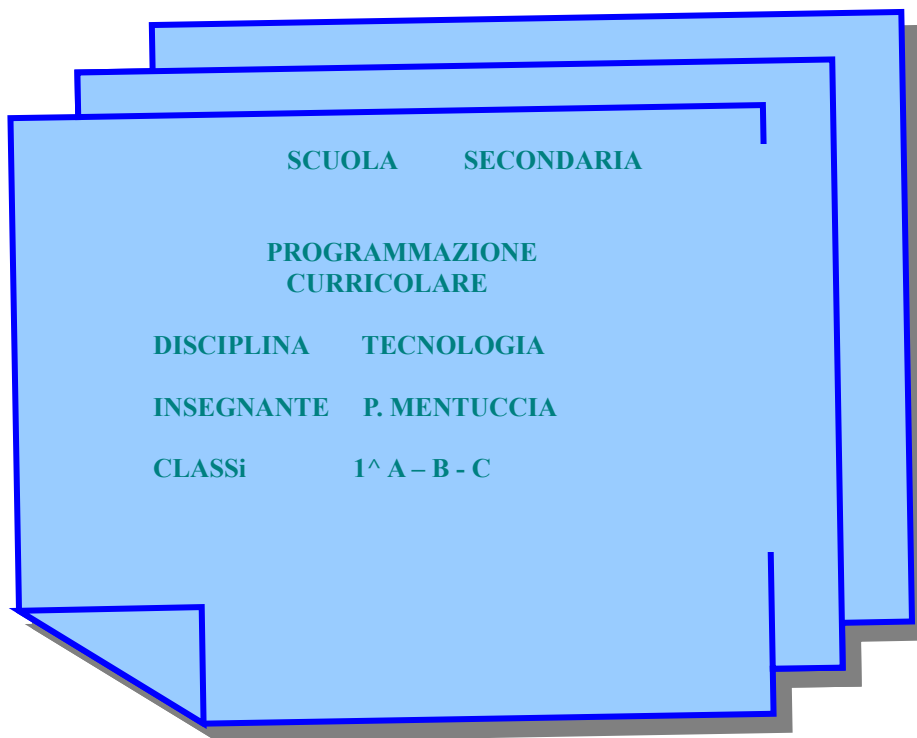 SCUOLA SECONDARIA
PROGRAMMAZIONE
CURRICOLARE
DISCIPLINA TECNOLOGIA
INSEGNANTE P. MENTUCCIA
CLASSi 1^ A – B - C